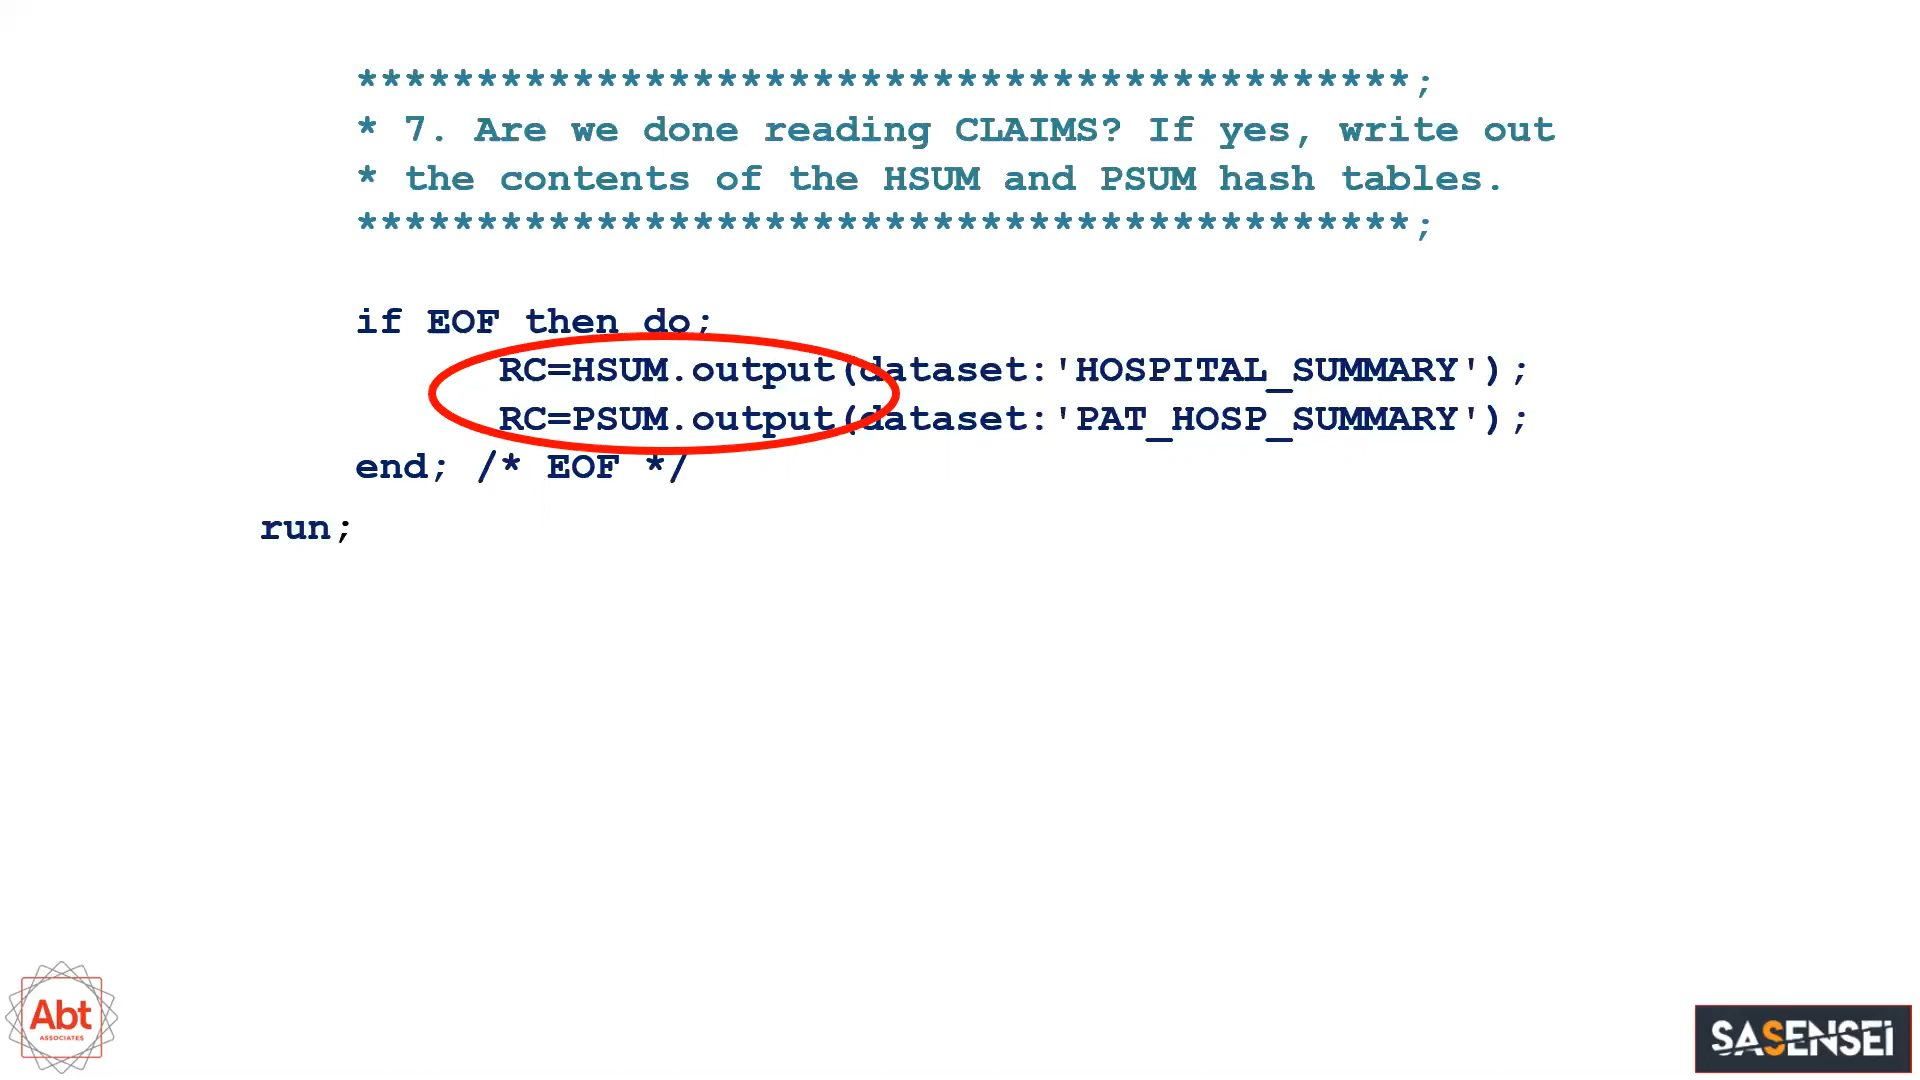 ********************************************;
* 7. Are we done reading CLAIMS? If yes, write out
* the contents of the HSUM and PSUM hash tables.
********************************************;
if EOF then do;
RC=HSUM.output(dataset:'HOSPITAL_SUMMARY');
RC=PSUM.output(dataset:'PAT_HOSP_SUMMARY');
end; /* EOF */
run;
Abt
ASSOCIATES
SASENSEI